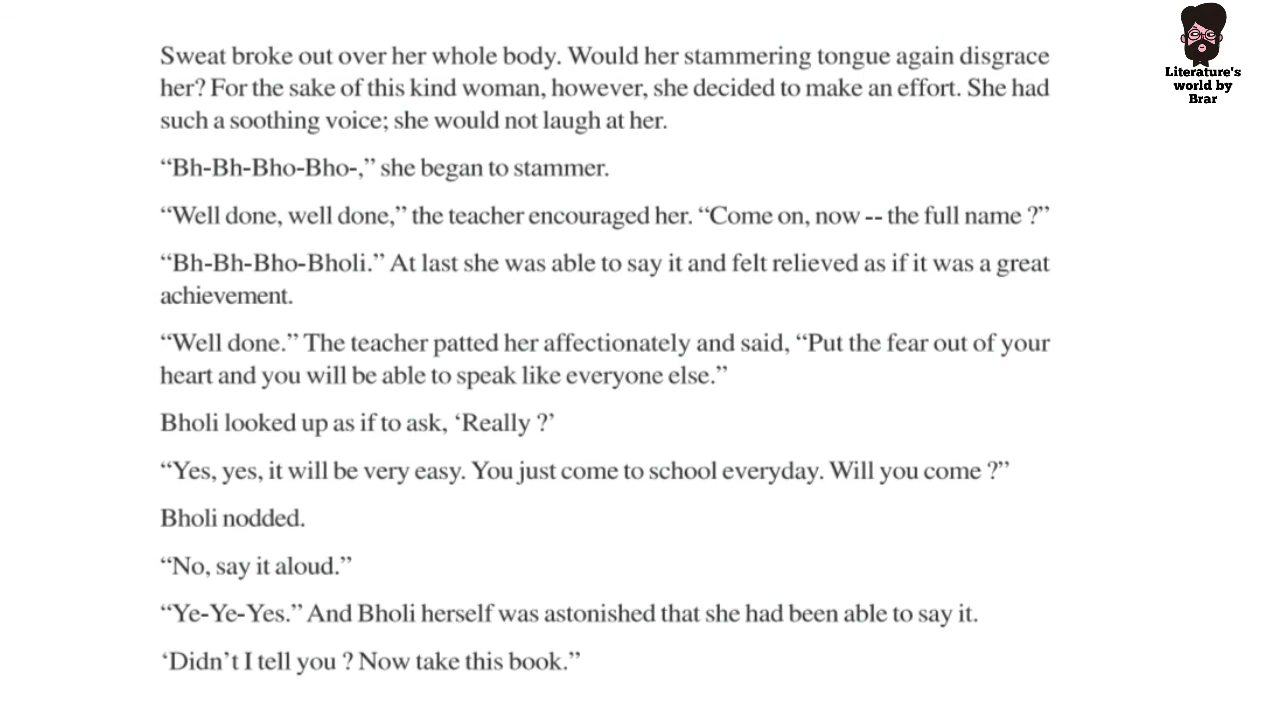 Sweat broke out over her whole body. Would her stammering tongue again disgrace
her? For the sake of this kind woman, however, she decided to make an effort. She had
such a soothing voice; she would not laugh at her.
“Bh-Bh-Bho-Bho-,” she began to stammer.
“Well done, well done,” the teacher encouraged her. “Come on, now -- the full name ?”
“Bh-Bh-Bho-Bholi.” At last she was able to say it and felt relieved as if it was a great
achievement.
“Well done.” The teacher patted her affectionately and said, “Put the fear out of your
heart and you will be able to speak like everyone else.”
Bholi looked up as if to ask, ‘Really ?’
“Yes, yes, it will be very easy. You just come to school everyday. Will you come ?”
Bholi nodded.
“No, say it aloud.”
“Ye-Ye-Yes.” And Bholi herself was astonished that she had been able to say it.
‘Didn’t I tell you ? Now take this book.”
Literature's
world by
Brar